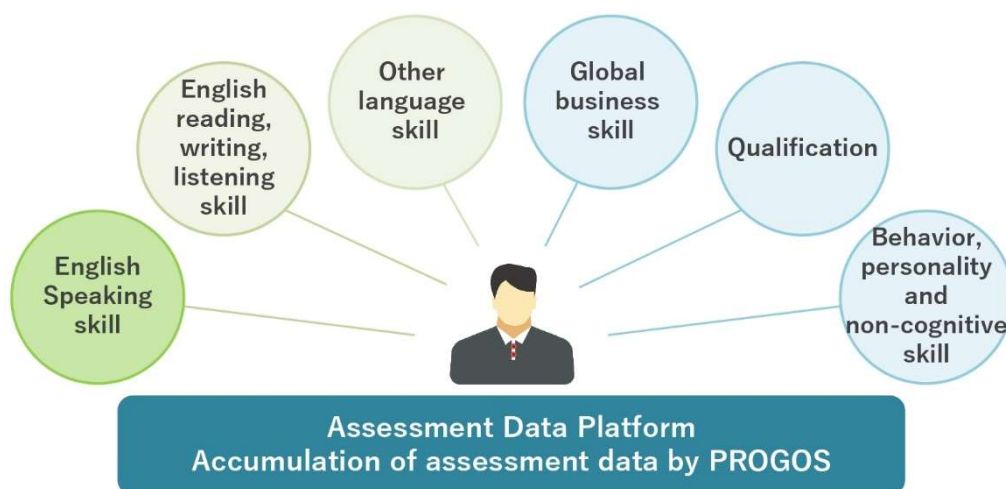 English
Speaking
skill
English
reading,
writing,
listening
skill
Other
language
skill
Global
business
skill
Qualification
Behavior,
personality
and
non-cognitive
skill
Assessment Data Platform
Accumulation of assessment data by PROGOS